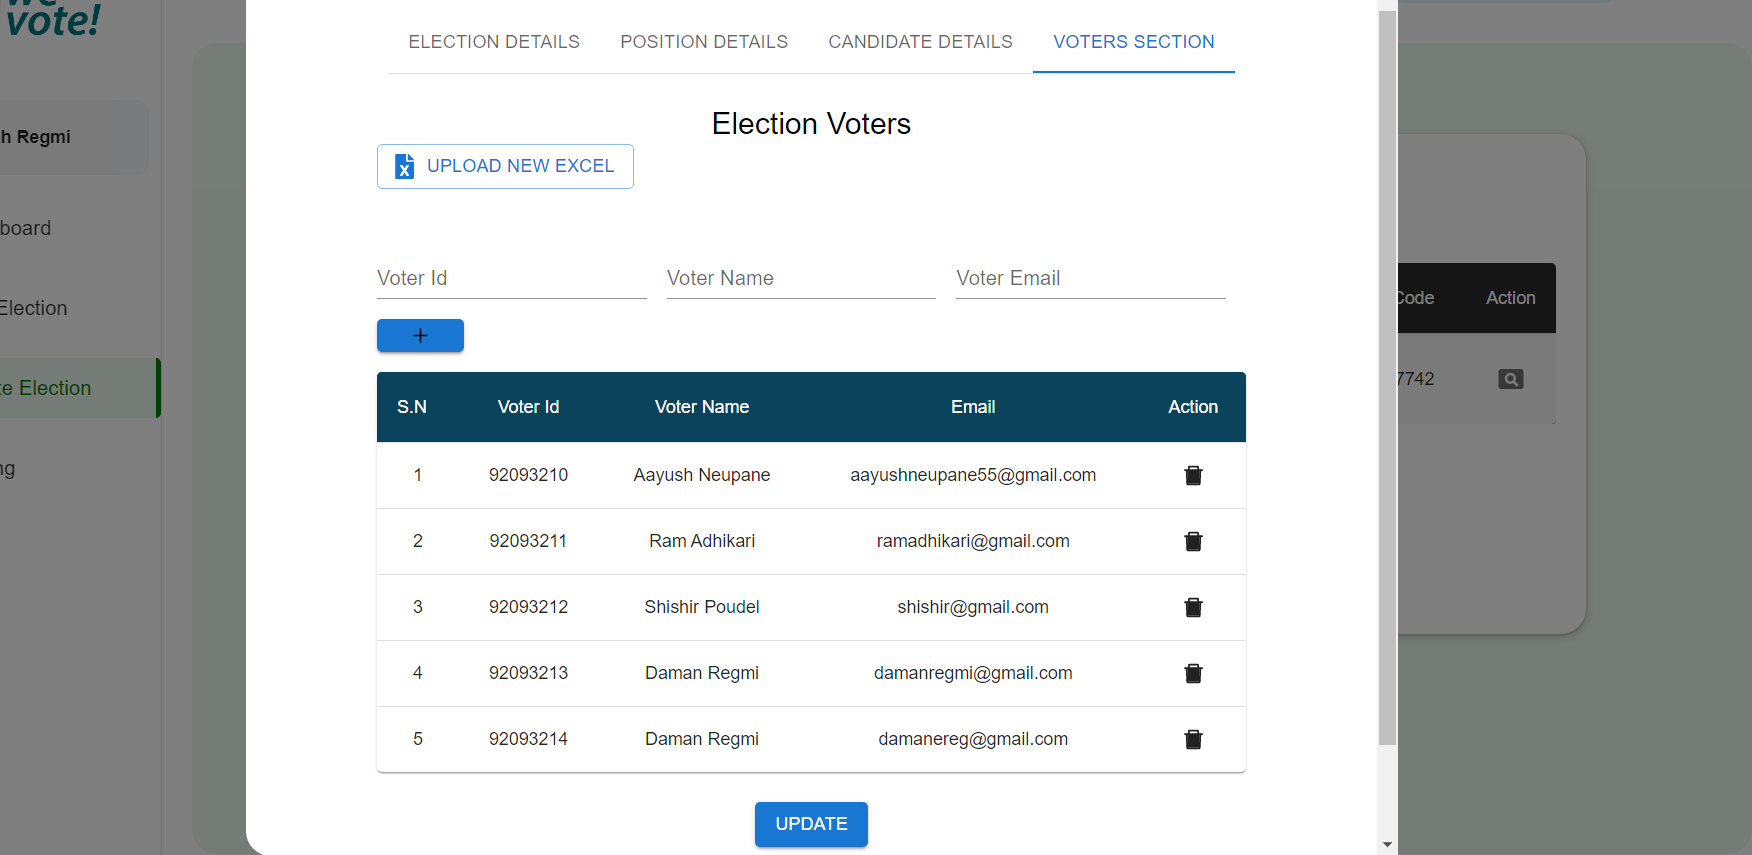 vote!
h Regmi
board
Election
te Election
ng
ELECTION DETAILS POSITION DETAILS CANDIDATE DETAILS VOTERS SECTION
Election Voters
UPLOAD NEW EXCEL
Voter Id Voter Name Voter Email
+
S.N Voter Id Voter Name Email Action
1 92093210 Aayush Neupane aayushneupane55@gmail.com
2 92093211 Ram Adhikari ramadhikari@gmail.com
3 92093212 Shishir Poudel shishir@gmail.com
4 92093213 Daman Regmi damanregmi@gmail.com
5 92093214 Daman Regmi damanereg@gmail.com
UPDATE
Code Action
7742